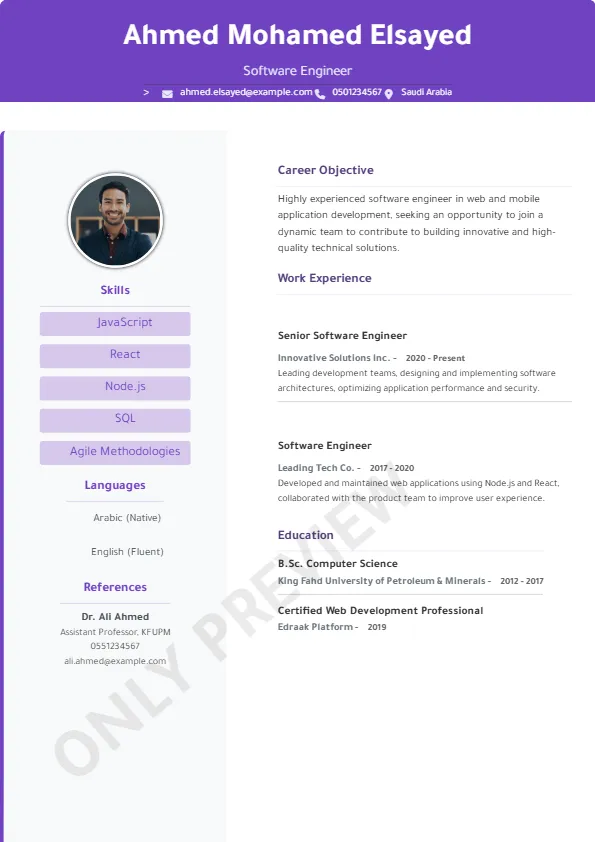 Ahmed Mohamed Elsayed
Software Engineer
> ahmed.elsayed@example.com 0501234567 Saudi Arabia
Skills
JavaScript
React
Node.js
SQL
Agile Methodologies
Languages
Arabic (Native)
English (Fluent)
References
Dr. Ali Ahmed
Assistant Professor, KFUPM
0551234567
ali.ahmed@example.com
Career Objective
Highly experienced software engineer in web and mobile
application development, seeking an opportunity to join a
dynamic team to contribute to building innovative and high-
quality technical solutions.
Work Experience
Senior Software Engineer
Innovative Solutions Inc. - 2020 - Present
Leading development teams, designing and implementing software
architectures, optimizing application performance and security.
Software Engineer
Leading Tech Co. - 2017 - 2020
Developed and maintained web applications using Node.js and React,
collaborated with the product team to improve user experience.
Education
B.Sc. Computer Science
King Fahd University of Petroleum & Minerals - 2012 - 2017
Certified Web Development Professional
Edraak Platform - 2019
ONLY PREVIEW